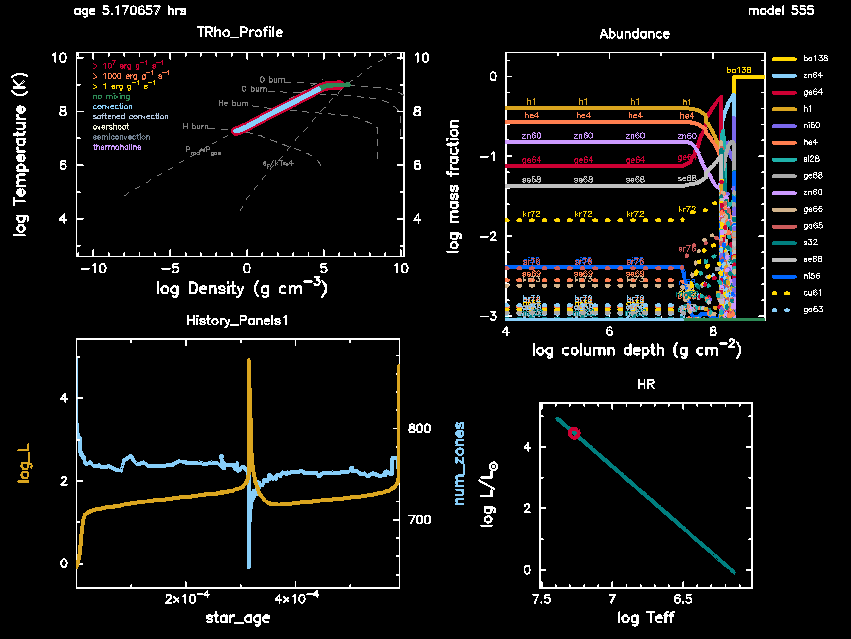 age 5.170657 hrs
model 555
TRho_Profile
> 10⁷ erg g⁻¹ s⁻¹
> 1000 erg g⁻¹ s⁻¹
> 1 erg g⁻¹ s⁻¹
no mixing
convection
softened convection
overshoot
semiconvection
thermohaline
O burn
C burn
He burn
H burn
10
8
6
4
10
8
6
4
−10
−5
0
5
10
log Temperature (K)
log Density (g cm⁻³)
Abundance
ba138
h1 h1 h1 h1
he4 he4 he4 he4
zn60 zn60 zn60 zn60
ge64 ge64 ge64
se68 se68 se68 se68
kr72 kr72 kr72 kr72
sr76 sr76 sr76 sr76
0
−1
−2
−3
4
6
8
log mass fraction
log column depth (g cm⁻²)
ba138
zn64
ge64
h1
ni60
he4
si28
ge68
zn60
ge66
ga65
s32
se68
ni56
cu61
ga63
History_Panels1
4
2
0
800
700
2×10⁻⁴
4×10⁻⁴
log_L
num_zones
star_age
HR
4
2
0
7.5
7
6.5
log L/L☉
log Teff